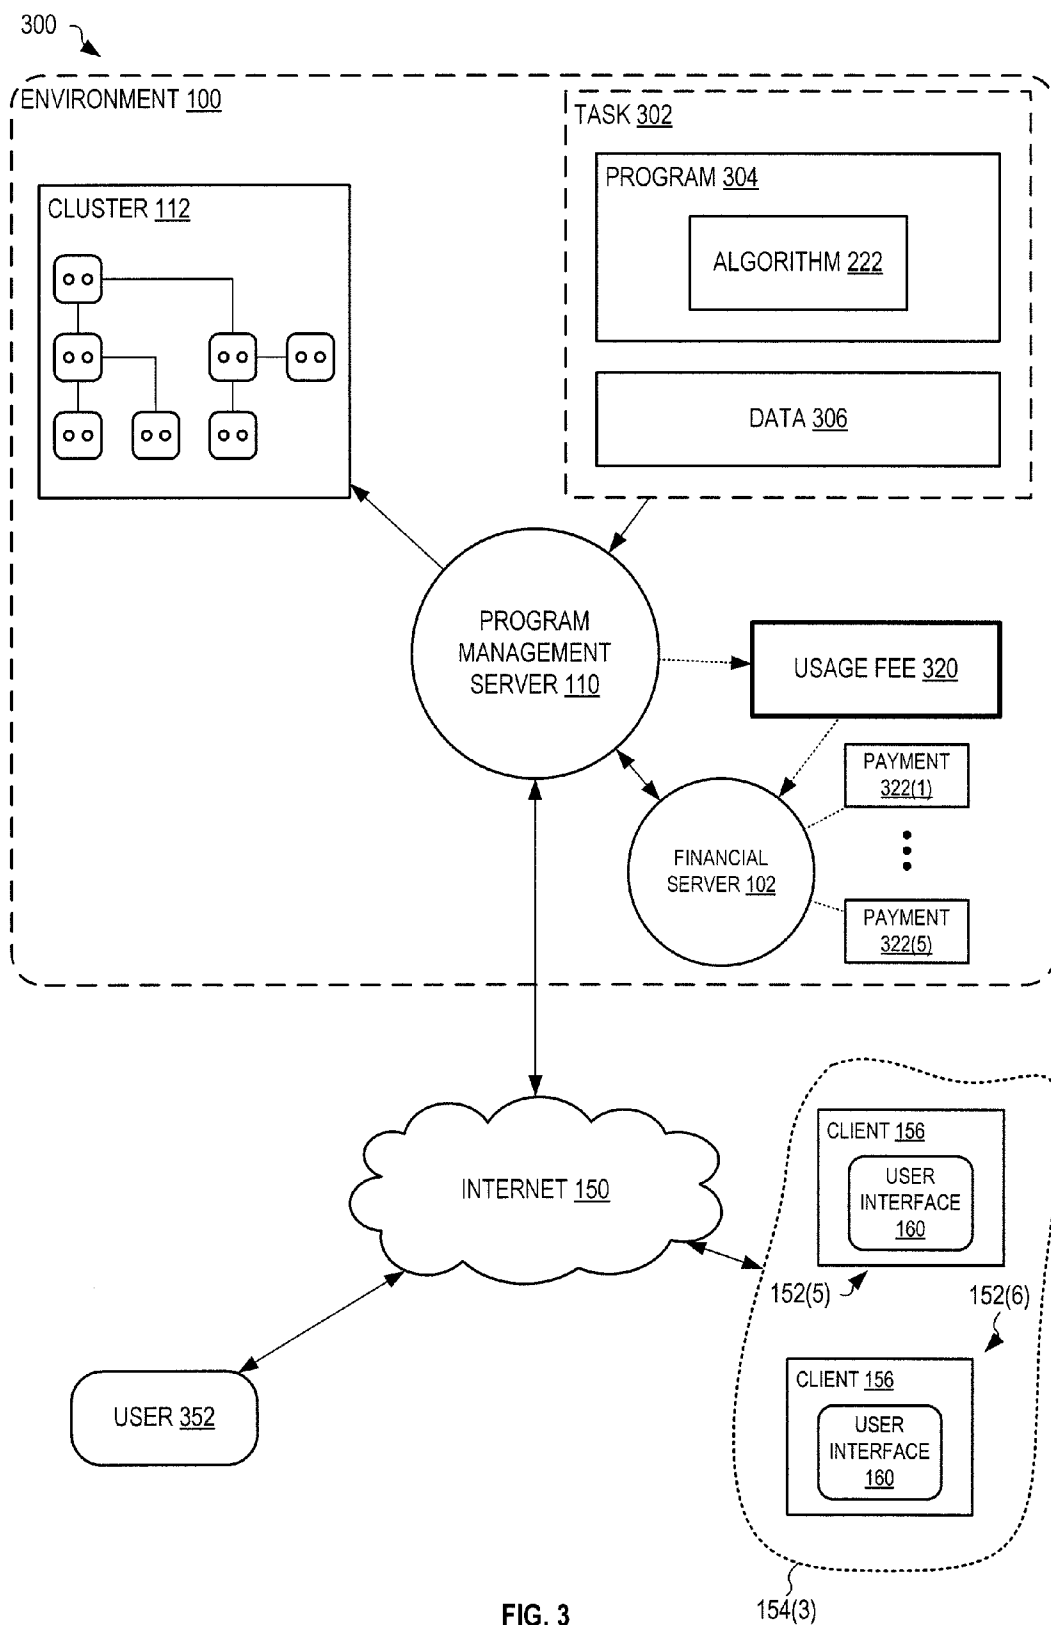 300
ENVIRONMENT 100
TASK 302
PROGRAM 304
CLUSTER 112
ALGORITHM 222
DATA 306
PROGRAM
MANAGEMENT
SERVER 110
USAGE FEE 320
PAYMENT
322(1)
FINANCIAL
SERVER 102
PAYMENT
322(5)
CLIENT 156
USER
INTERFACE
160
INTERNET 150
152(5)
152(6)
CLIENT 156
USER
INTERFACE
160
USER 352
154(3)
FIG. 3